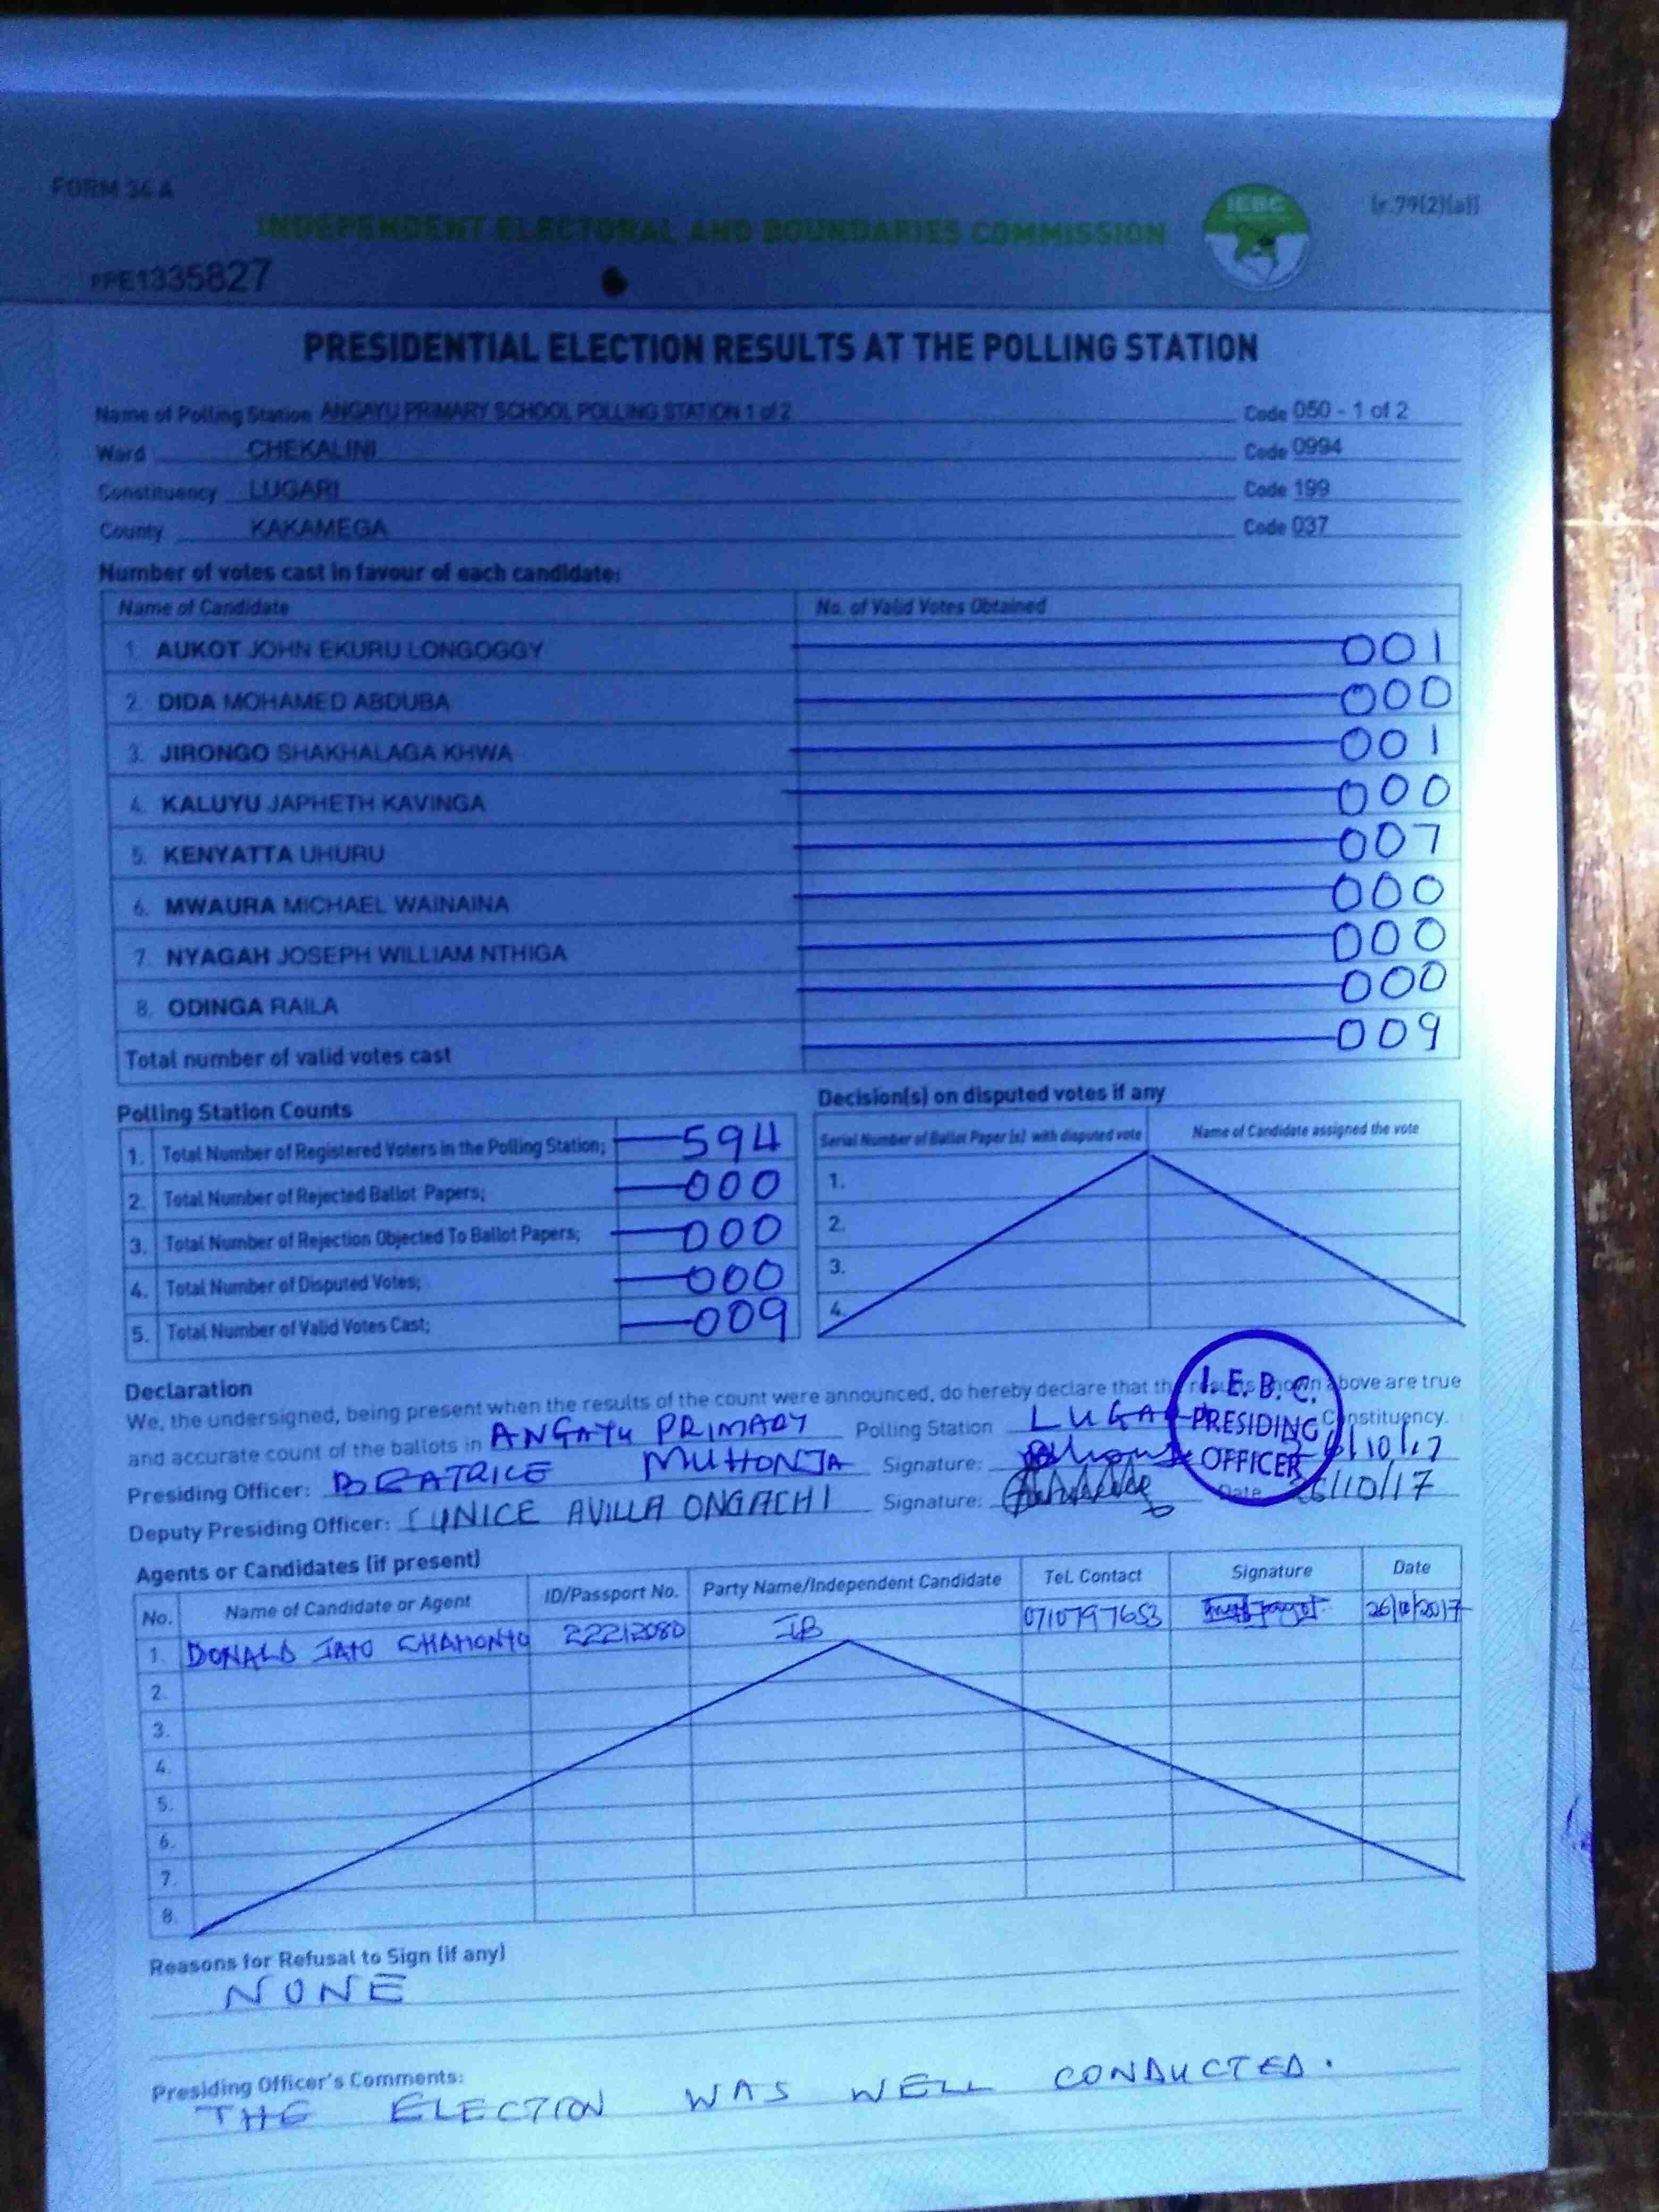 FORM 34 A
[r.79(2)(a)]
INDEPENDENT ELECTORAL AND BOUNDARIES COMMISSION
IEBC
PPE1335827
PRESIDENTIAL ELECTION RESULTS AT THE POLLING STATION
Name of Polling Station ANGAYU PRIMARY SCHOOL POLLING STATION 1 of 2 Code 050 - 1 of 2
Ward CHEKALINI Code 0994
Constituency LUGARI Code 199
County KAKAMEGA Code 037
Number of votes cast in favour of each candidate:
Name of Candidate No. of Valid Votes Obtained
1. AUKOT JOHN EKURU LONGOGGY 001
2. DIDA MOHAMED ABDUBA 000
3. JIRONGO SHAKHALAGA KHWA 001
4. KALUYU JAPHETH KAVINGA 000
5. KENYATTA UHURU 007
6. MWAURA MICHAEL WAINAINA 000
7. NYAGAH JOSEPH WILLIAM NTHIGA 000
8. ODINGA RAILA 000
Total number of valid votes cast 009
Polling Station Counts
1. Total Number of Registered Voters in the Polling Station; 594
2. Total Number of Rejected Ballot Papers; 000
3. Total Number of Rejection Objected To Ballot Papers; 000
4. Total Number of Disputed Votes; 000
5. Total Number of Valid Votes Cast; 009
Decision(s) on disputed votes if any
Serial Number of Ballot Paper (s) with disputed vote Name of Candidate assigned the vote
1.
2.
3.
4.
Declaration
We, the undersigned, being present when the results of the count were announced, do hereby declare that the results shown above are true
and accurate count of the ballots in ANGAYU PRIMARY Polling Station Constituency.
Presiding Officer: BEATRICE MUHONJA Signature: /10/17
Deputy Presiding Officer: EUNICE AVILLA ONGACHI Signature: Date 26/10/17
I.E.B.C.
PRESIDING
OFFICER
Agents or Candidates (if present)
No. Name of Candidate or Agent ID/Passport No. Party Name/Independent Candidate Tel. Contact Signature Date
1. DONALD 22212080 0710797653 26/10/2017
2.
3.
4.
5.
6.
7.
8.
Reasons for Refusal to Sign (if any)
NONE
Presiding Officer's Comments:
THE ELECTION WAS WELL CONDUCTED.